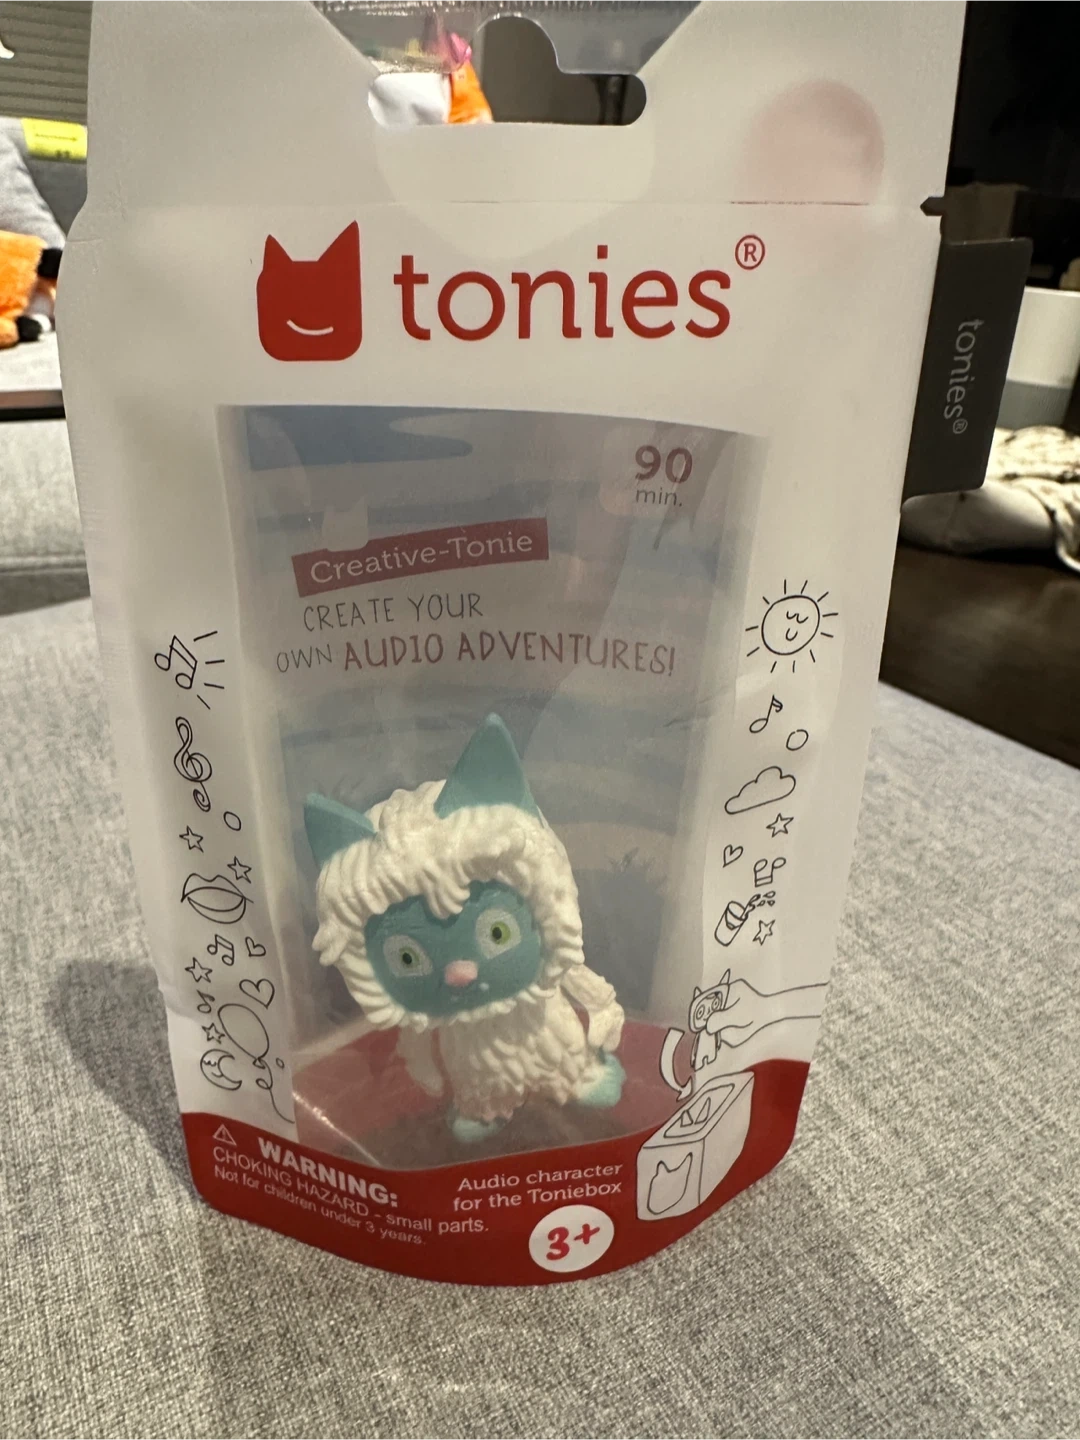 tonies®
tonies®
90
min.
Creative-Tonie
CREATE YOUR
OWN AUDIO ADVENTURES!
WARNING:
CHOKING HAZARD - small parts.
Not for children under 3 years.
Audio character
for the Toniebox
3+